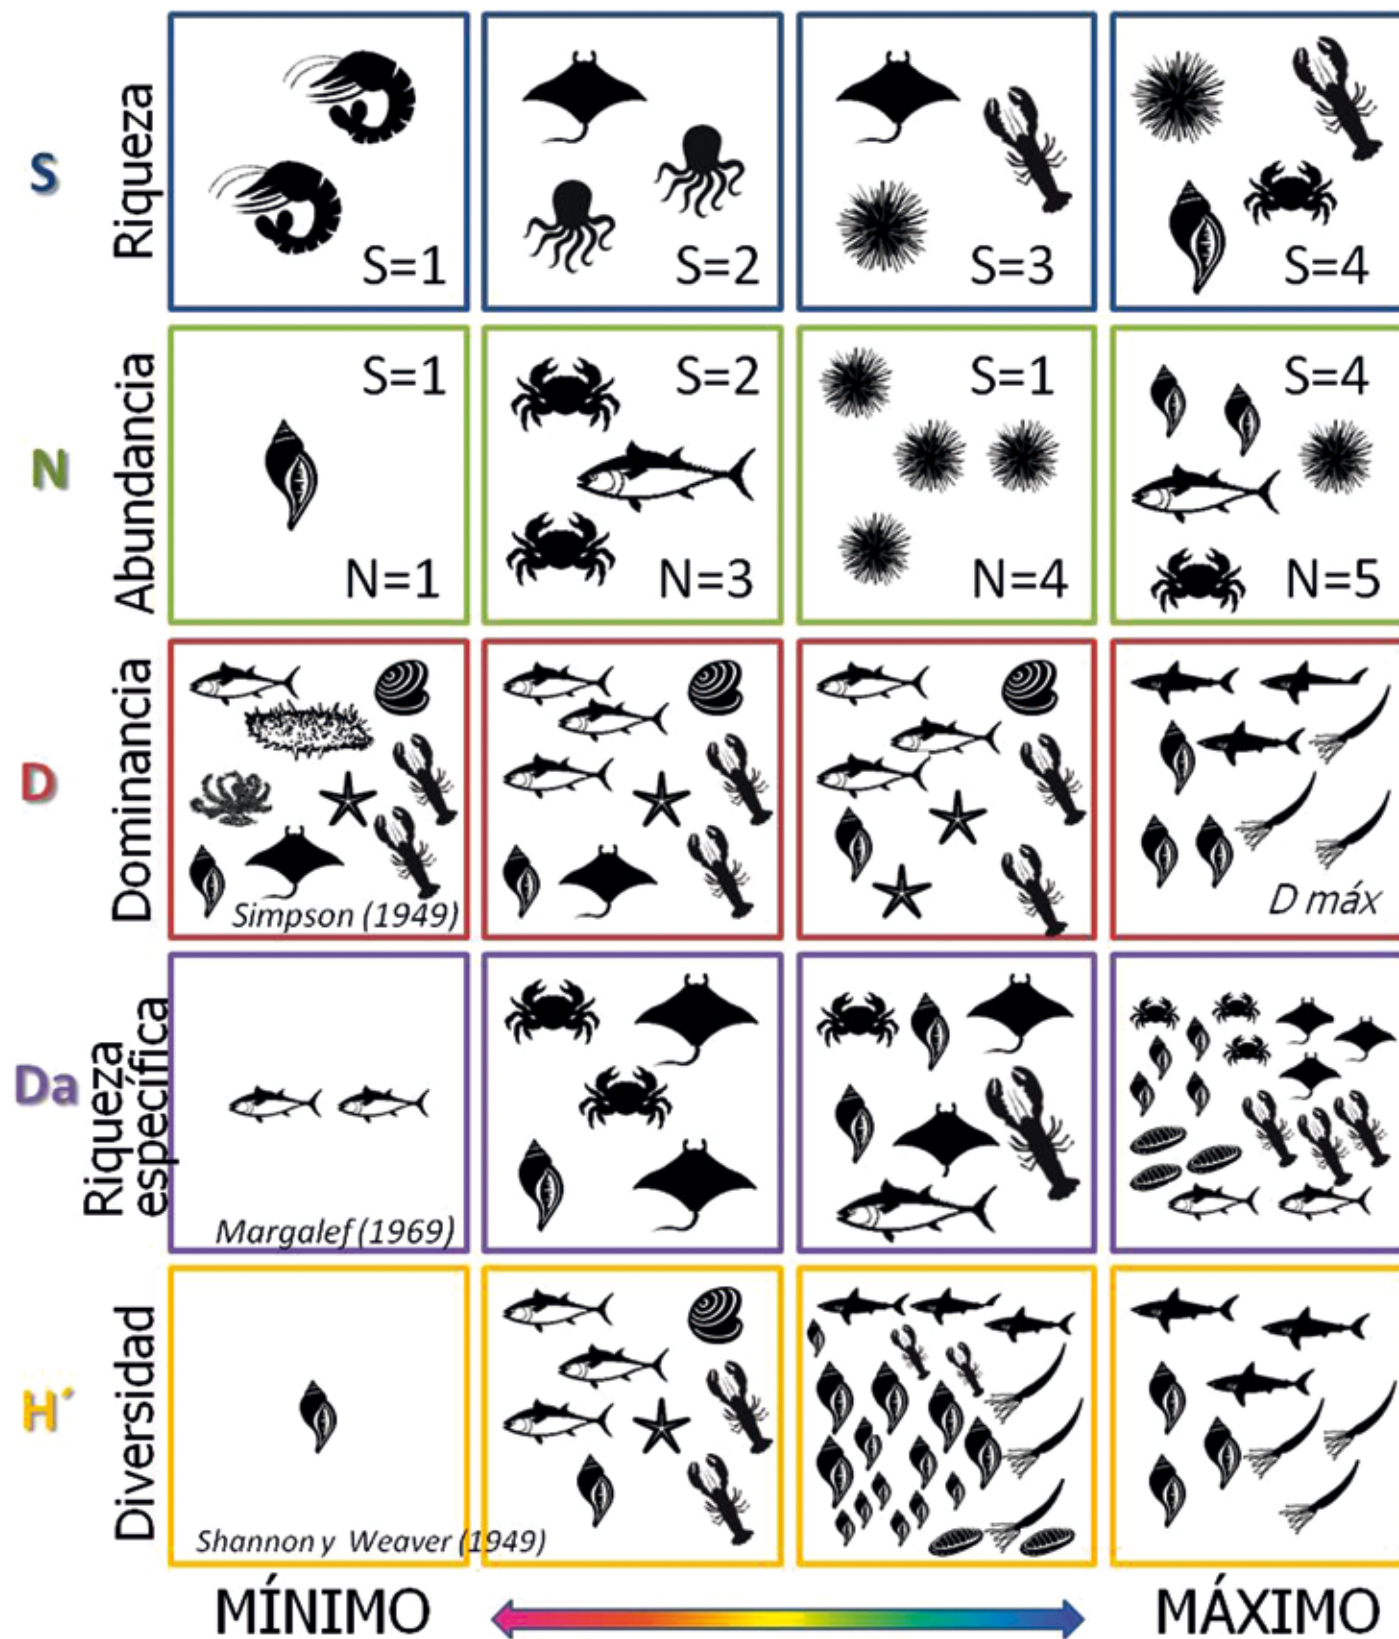 S
Riqueza
S=1
S=2
S=3
S=4
N
Abundancia
S=1
S=2
S=1
S=4
N=1
N=3
N=4
N=5
D
Dominancia
Simpson (1949)
D máx
Da
Riqueza
específica
Margalef (1969)
H´
Diversidad
Shannon y Weaver (1949)
MÍNIMO
MÁXIMO